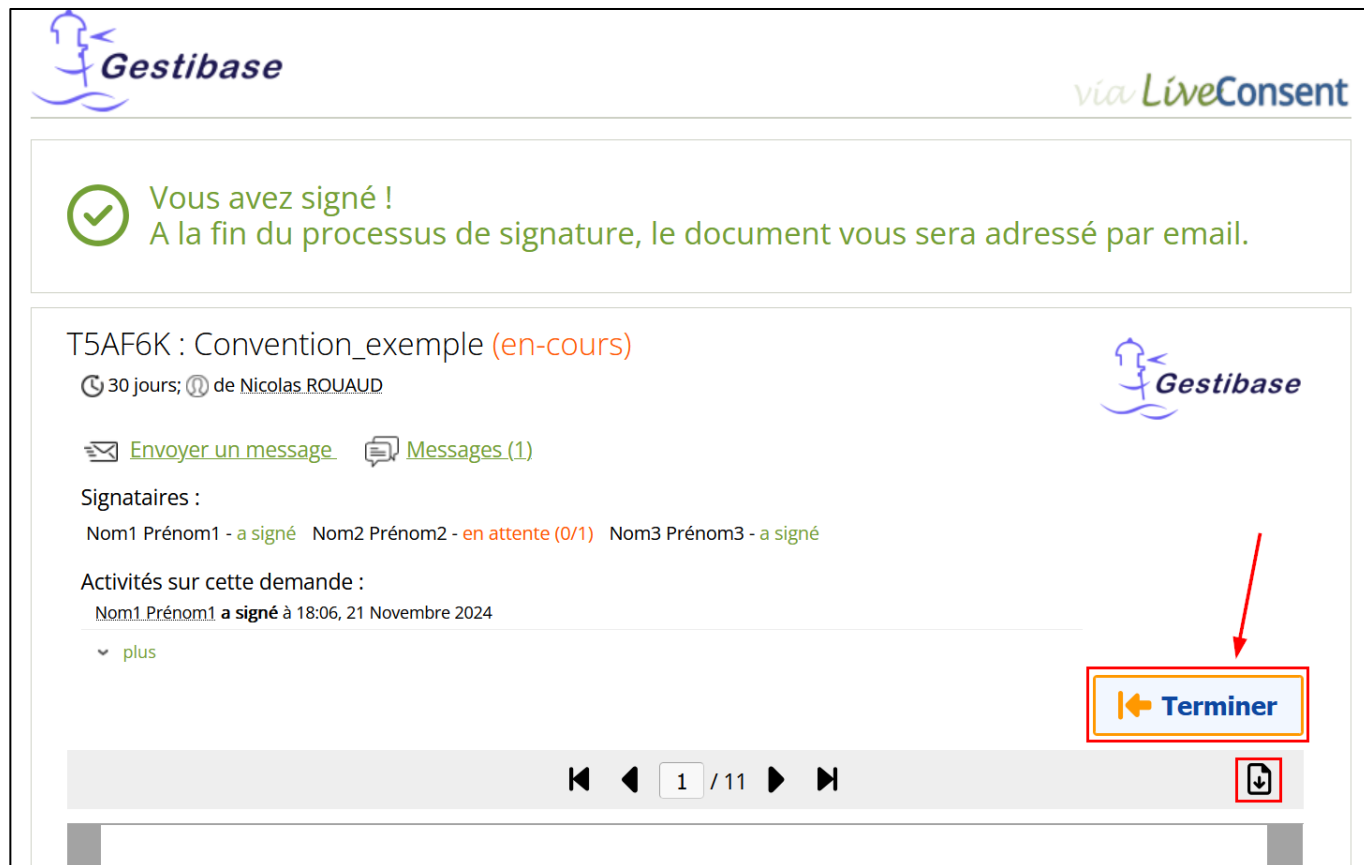 Gestibase
via LiveConsent
Vous avez signé !
A la fin du processus de signature, le document vous sera adressé par email.
T5AF6K : Convention_exemple (en-cours)
30 jours; de Nicolas ROUAUD
Gestibase
Envoyer un message Messages (1)
Signataires :
Nom1 Prénom1 - a signé Nom2 Prénom2 - en attente (0/1) Nom3 Prénom3 - a signé
Activités sur cette demande :
Nom1 Prénom1 a signé à 18:06, 21 Novembre 2024
plus
Terminer
1 / 11